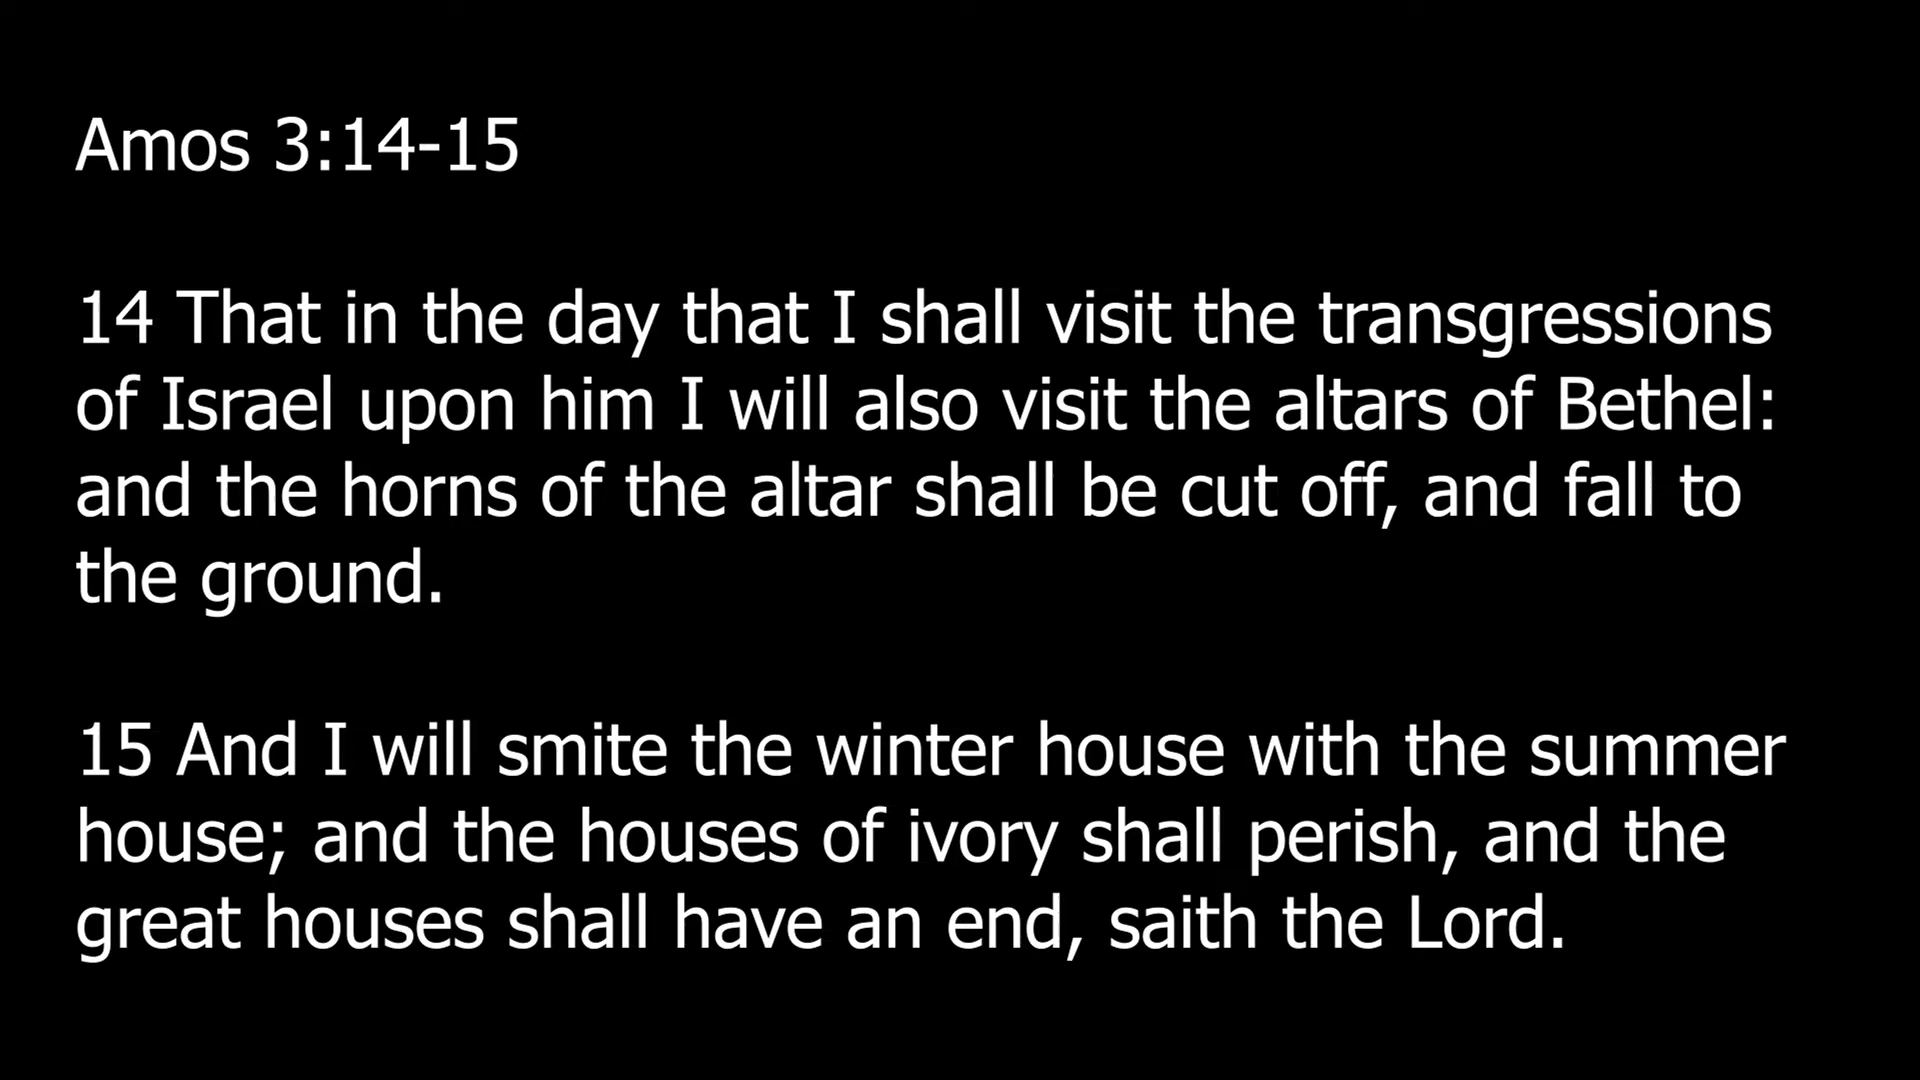 Amos 3:14-15
14 That in the day that I shall visit the transgressions
of Israel upon him I will also visit the altars of Bethel:
and the horns of the altar shall be cut off, and fall to
the ground.
15 And I will smite the winter house with the summer
house; and the houses of ivory shall perish, and the
great houses shall have an end, saith the Lord.